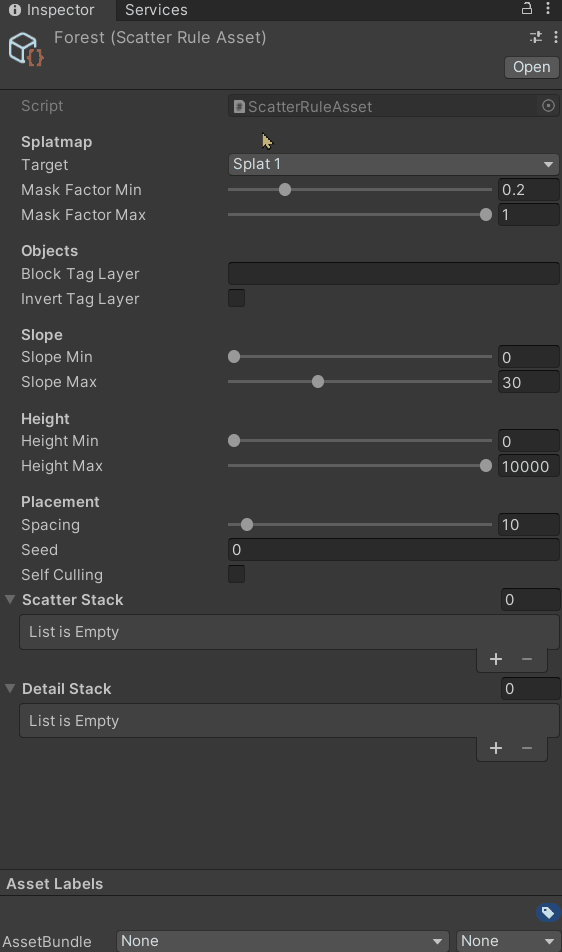 Inspector Services
Forest (Scatter Rule Asset)
Open
Script ScatterRuleAsset
Splatmap
Target Splat 1
Mask Factor Min 0.2
Mask Factor Max 1
Objects
Block Tag Layer
Invert Tag Layer
Slope
Slope Min 0
Slope Max 30
Height
Height Min 0
Height Max 10000
Placement
Spacing 10
Seed 0
Self Culling
Scatter Stack 0
List is Empty
+ −
Detail Stack 0
List is Empty
+ −
Asset Labels
AssetBundle None None